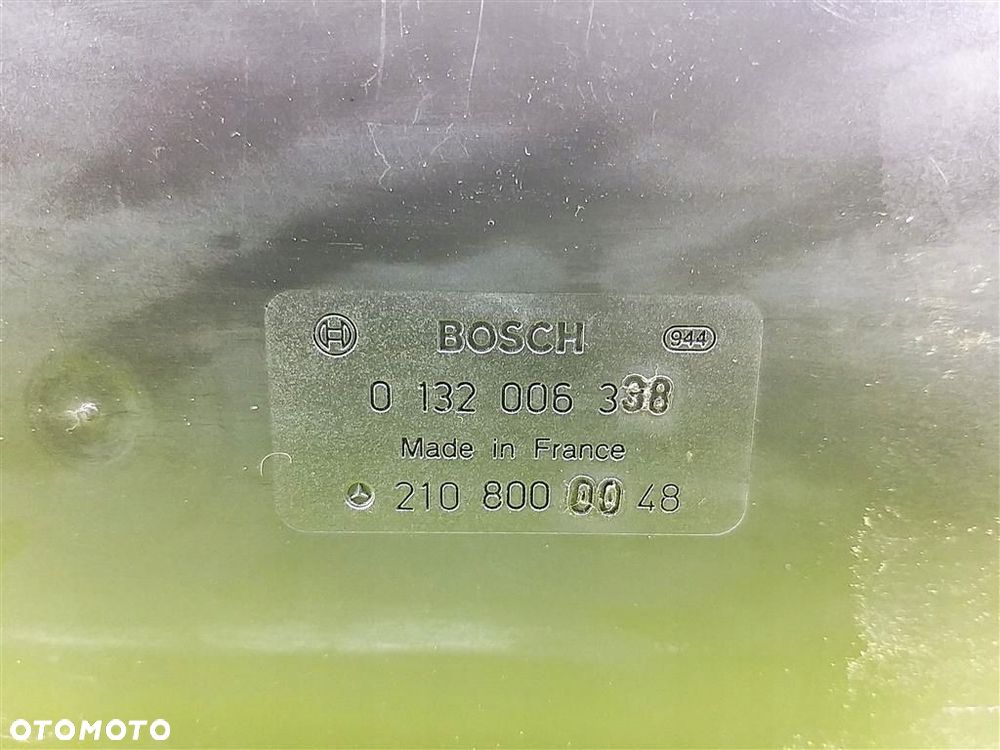 BOSCH 944
0 132 006 338
Made in France
210 800 00 48
OTOMOTO